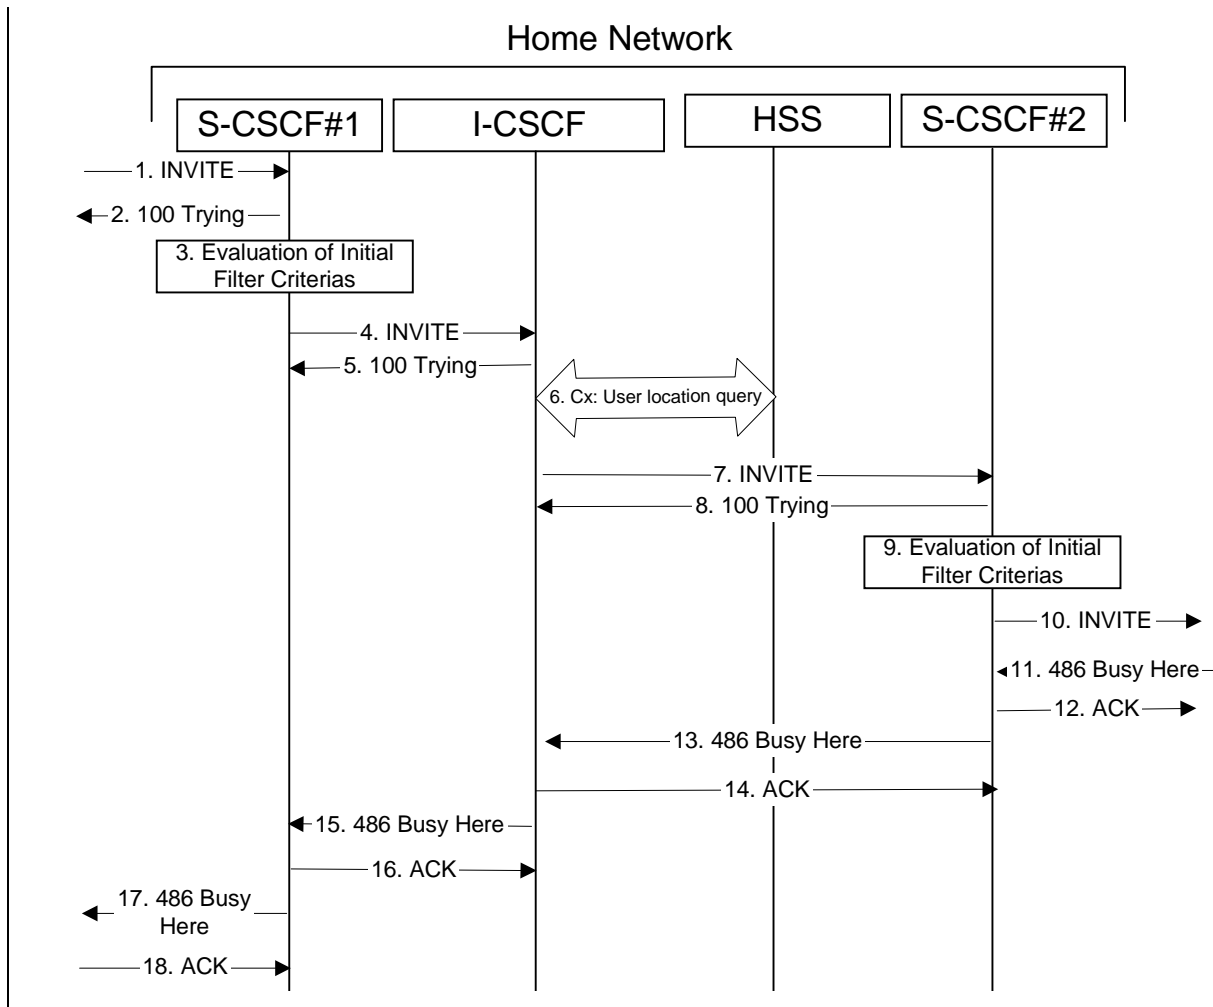 Home Network
S-CSCF#1
I-CSCF
HSS
S-CSCF#2
1. INVITE
2. 100 Trying
3. Evaluation of Initial
Filter Criterias
4. INVITE
5. 100 Trying
6. Cx: User location query
7. INVITE
8. 100 Trying
9. Evaluation of Initial
Filter Criterias
10. INVITE
11. 486 Busy Here
12. ACK
13. 486 Busy Here
14. ACK
15. 486 Busy Here
16. ACK
17. 486 Busy
Here
18. ACK